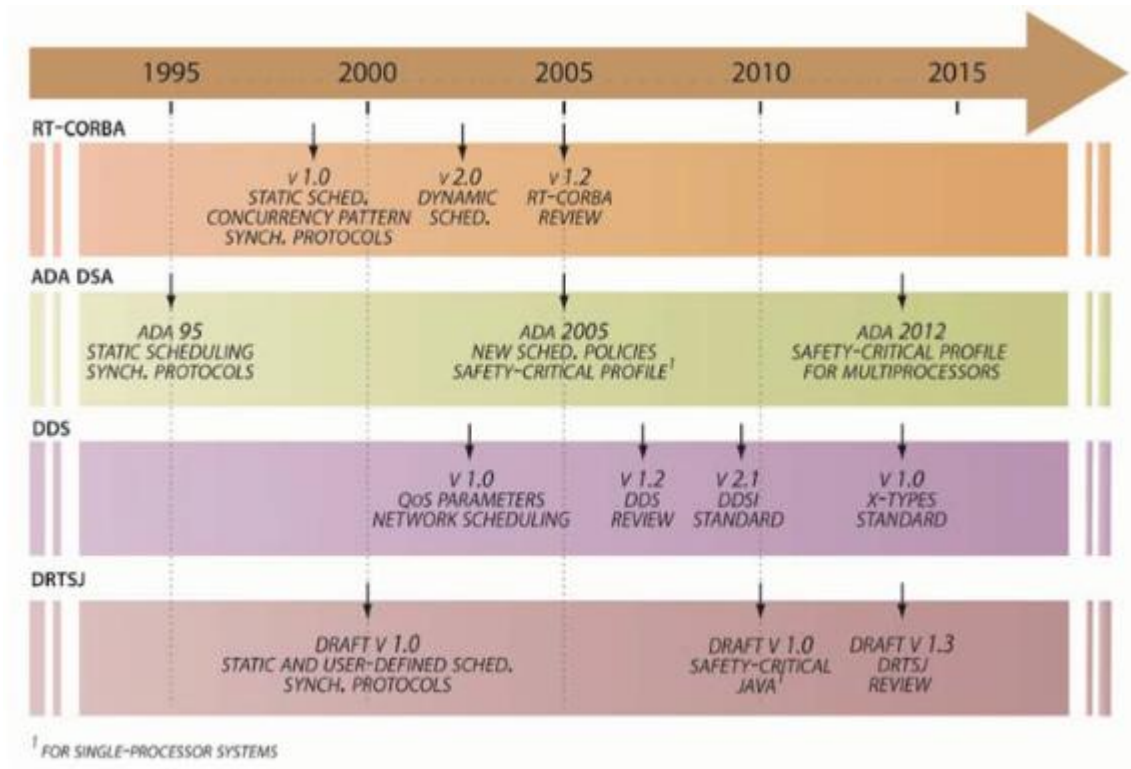 1995 2000 2005 2010 2015
RT-CORBA
V 1.0
STATIC SCHED.
CONCURRENCY PATTERN
SYNCH. PROTOCOLS
V 2.0
DYNAMIC
SCHED.
V 1.2
RT-CORBA
REVIEW
ADA DSA
ADA 95
STATIC SCHEDULING
SYNCH. PROTOCOLS
ADA 2005
NEW SCHED. POLICIES
SAFETY-CRITICAL PROFILE¹
ADA 2012
SAFETY-CRITICAL PROFILE
FOR MULTIPROCESSORS
DDS
V 1.0
QOS PARAMETERS
NETWORK SCHEDULING
V 1.2
DDS
REVIEW
V 2.1
DDSI
STANDARD
V 1.0
X-TYPES
STANDARD
DRTSJ
DRAFT V 1.0
STATIC AND USER-DEFINED SCHED.
SYNCH. PROTOCOLS
DRAFT V 1.0
SAFETY-CRITICAL
JAVA¹
DRAFT V 1.3
DRTSJ
REVIEW
¹ FOR SINGLE-PROCESSOR SYSTEMS